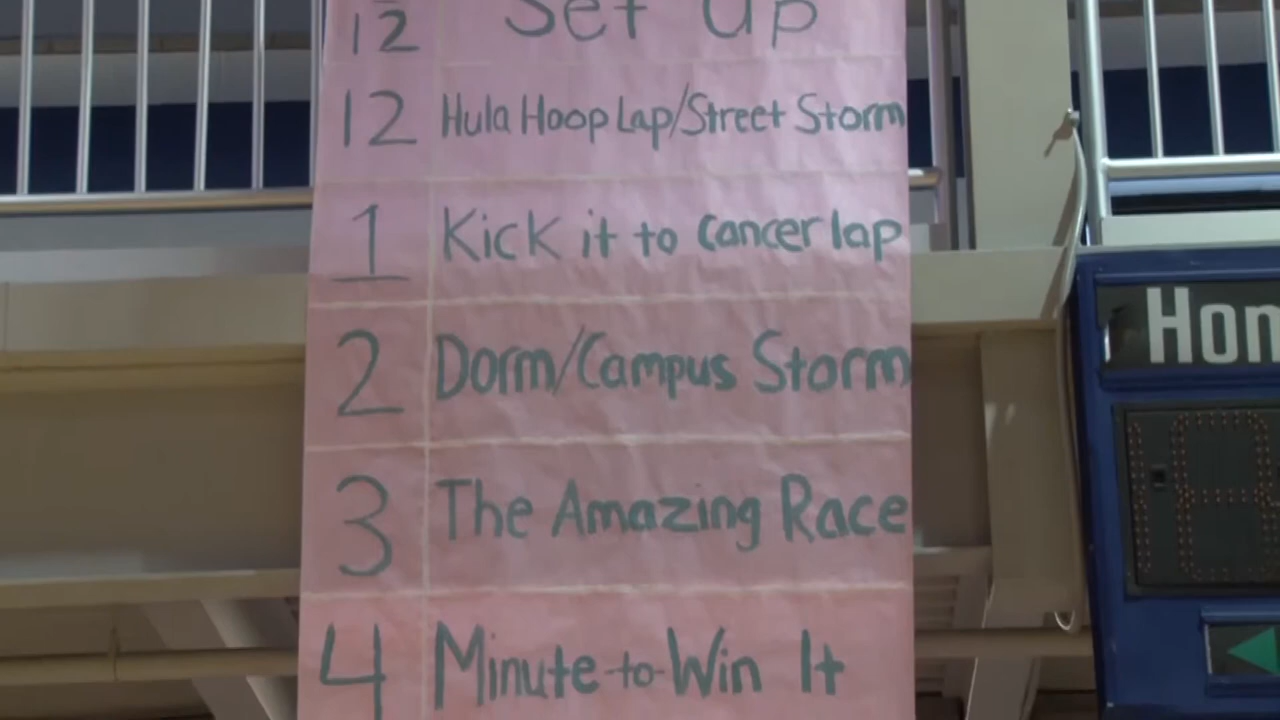 12 Set Up
12 Hula Hoop Lap/Street Storm
1 Kick it to Cancer lap
2 Dorm/Campus Storm
3 The Amazing Race
4 Minute-to-Win It